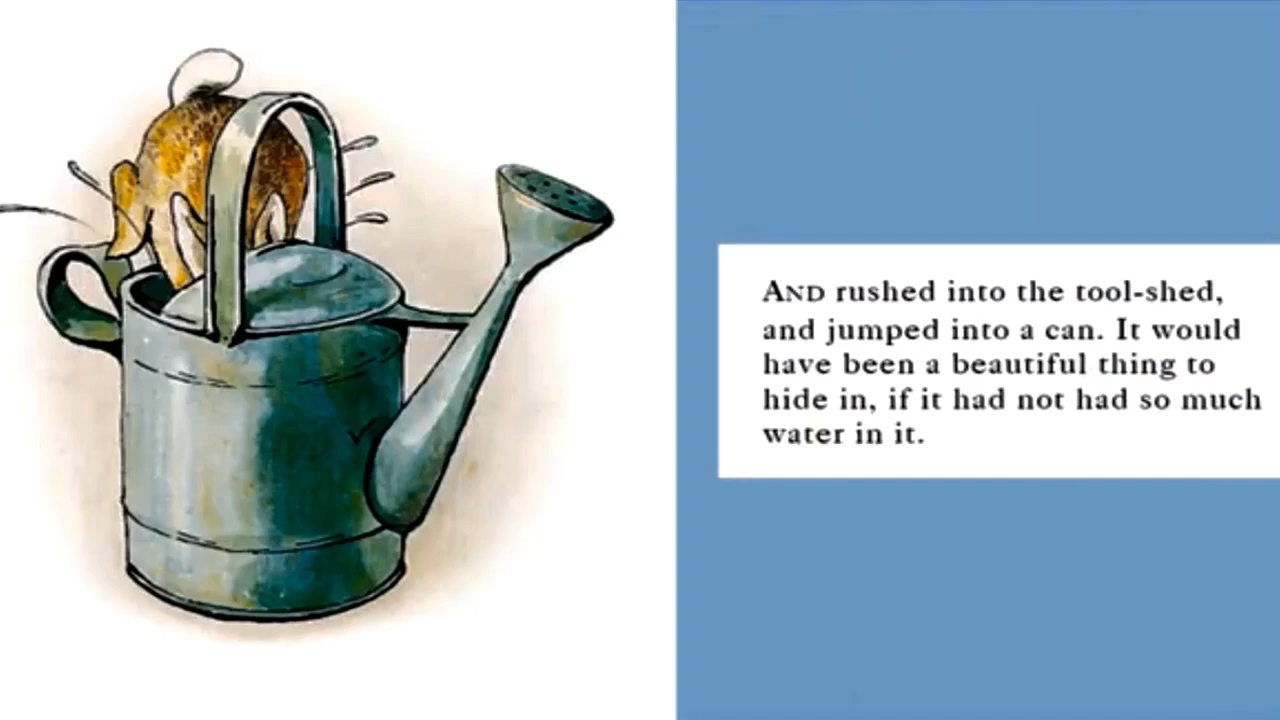 AND rushed into the tool-shed,
and jumped into a can. It would
have been a beautiful thing to
hide in, if it had not had so much
water in it.